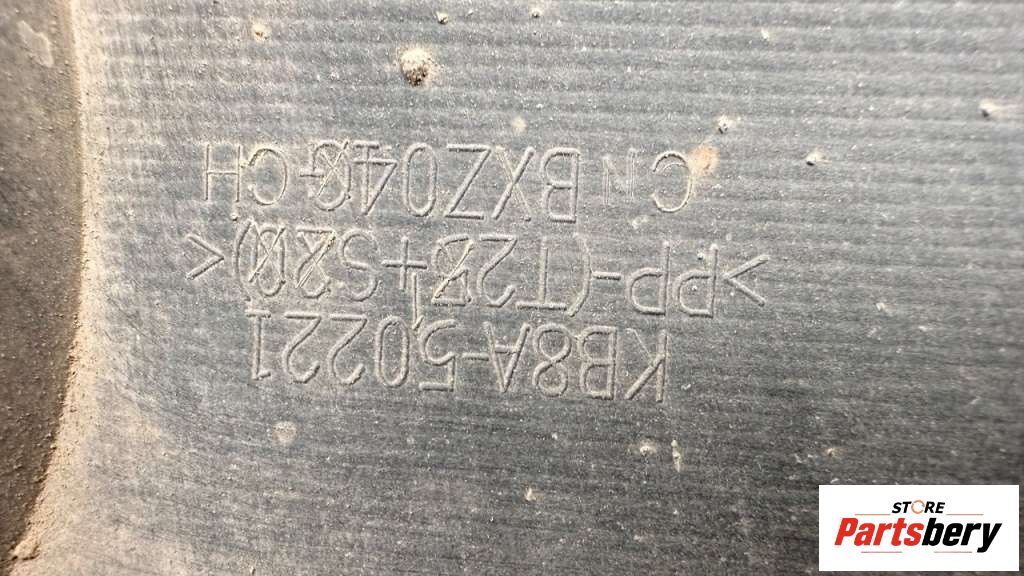 KB8A-50221
>PP-(T20+S20)<
CN BXZ040-CH
STORE
Partsbery